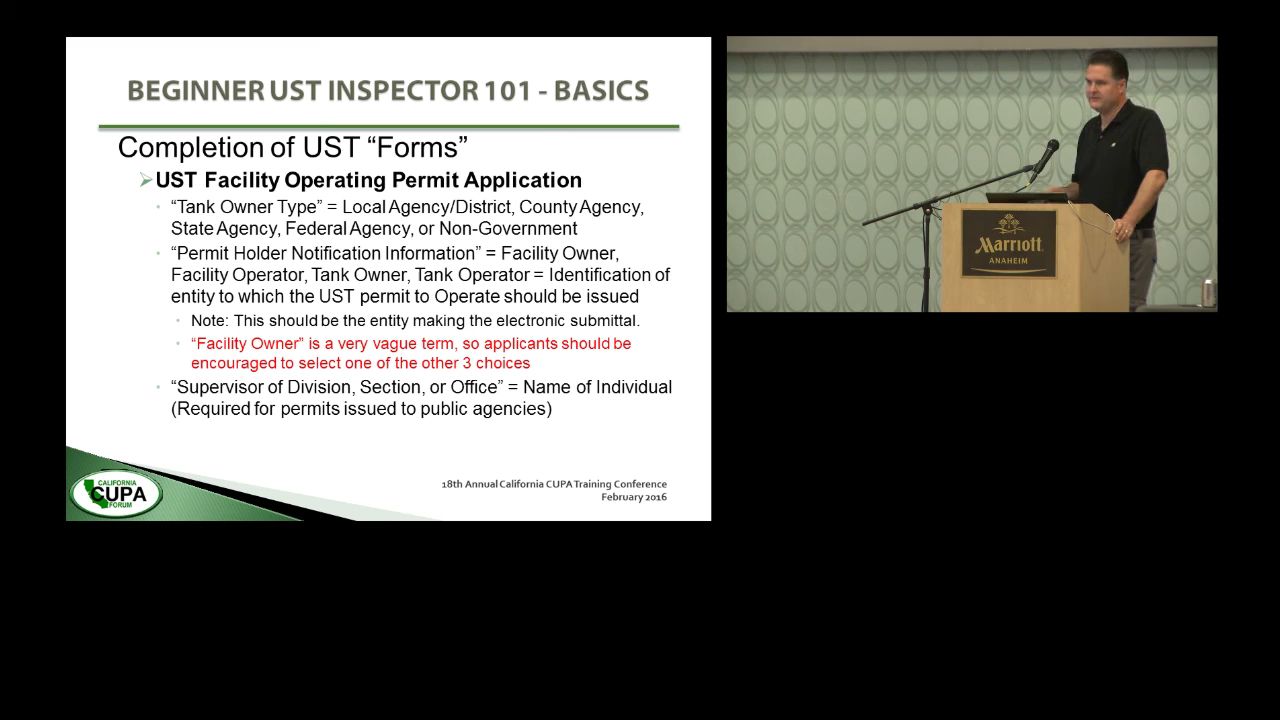 BEGINNER UST INSPECTOR 101 - BASICS
Completion of UST “Forms”
UST Facility Operating Permit Application
“Tank Owner Type” = Local Agency/District, County Agency,
State Agency, Federal Agency, or Non-Government
“Permit Holder Notification Information” = Facility Owner,
Facility Operator, Tank Owner, Tank Operator = Identification of
entity to which the UST permit to Operate should be issued
Note: This should be the entity making the electronic submittal.
“Facility Owner” is a very vague term, so applicants should be
encouraged to select one of the other 3 choices
“Supervisor of Division, Section, or Office” = Name of Individual
(Required for permits issued to public agencies)
18th Annual California CUPA Training Conference
February 2016
CALIFORNIA
CUPA
FORUM
Marriott
ANAHEIM